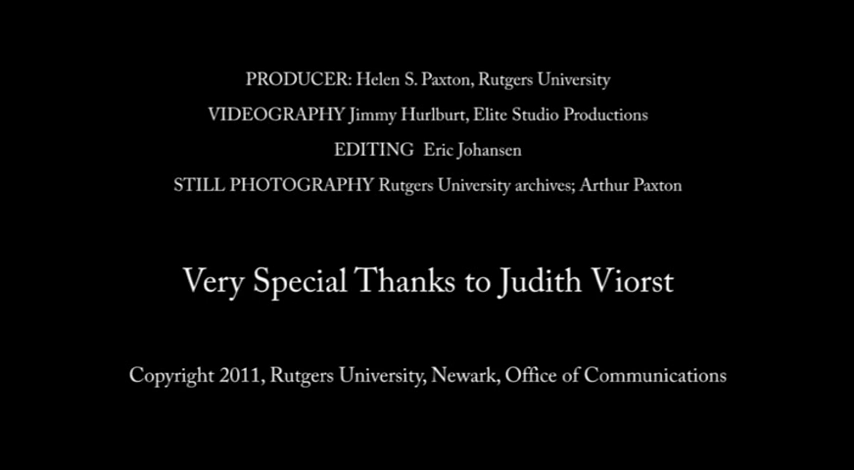 PRODUCER: Helen S. Paxton, Rutgers University
VIDEOGRAPHY Jimmy Hurlburt, Elite Studio Productions
EDITING  Eric Johansen
STILL PHOTOGRAPHY Rutgers University archives; Arthur Paxton
Very Special Thanks to Judith Viorst
Copyright 2011, Rutgers University, Newark, Office of Communications